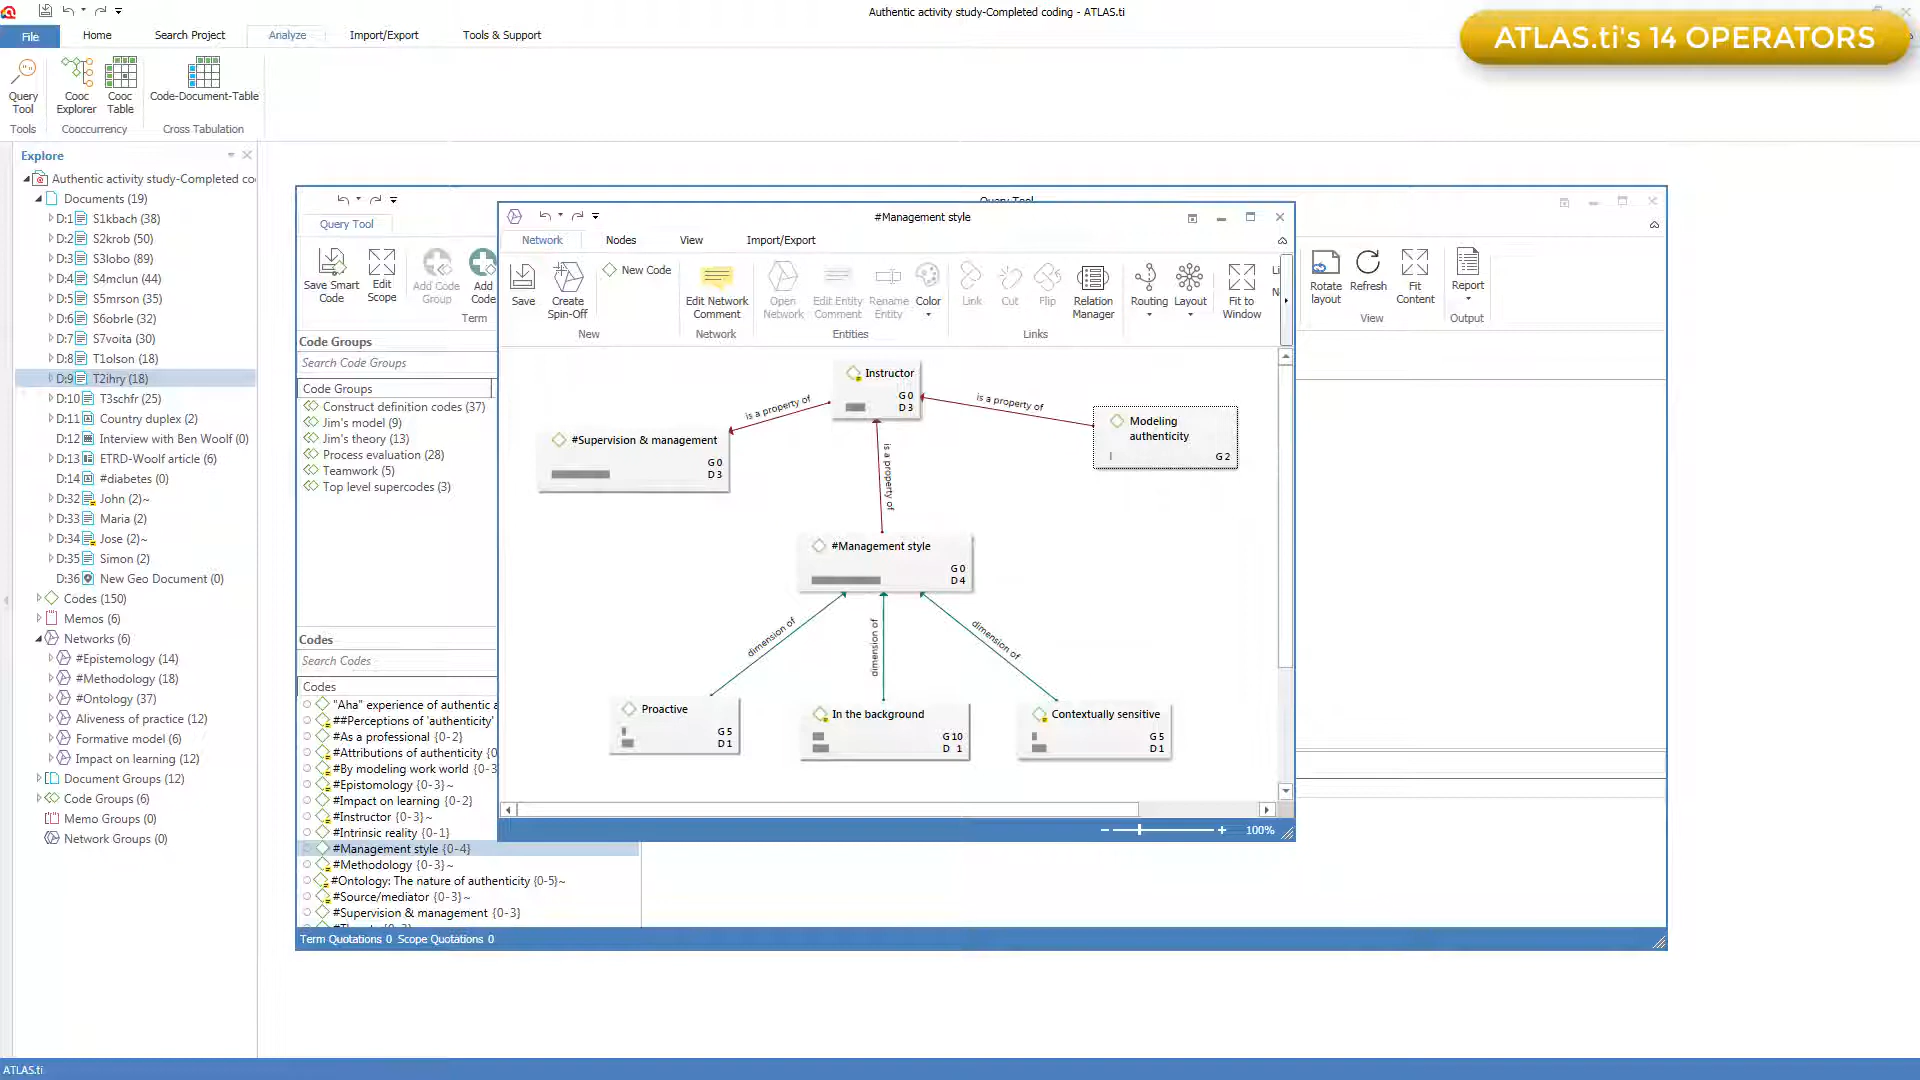 Authentic activity study-Completed coding - ATLAS.ti
ATLAS.ti's 14 OPERATORS
File
Home
Search Project
Analyze
Import/Export
Tools & Support
Query Tool
Cooc Explorer
Cooc Table
Code-Document-Table
Tools
Cooccurrency
Cross Tabulation
Explore
Authentic activity study-Completed co
Documents (19)
D:1 S1kbach (38)
D:2 S2krob (50)
D:3 S3lobo (89)
D:4 S4mclun (44)
D:5 S5mrson (35)
D:6 S6obrle (32)
D:7 S7voita (30)
D:8 T1olson (18)
D:9 T2ihry (18)
D:10 T3schfr (25)
D:11 Country duplex (2)
D:12 Interview with Ben Woolf (0)
D:13 ETRD-Woolf article (6)
D:14 #diabetes (0)
D:32 John (2)~
D:33 Maria (2)
D:34 Jose (2)~
D:35 Simon (2)
D:36 New Geo Document (0)
Codes (150)
Memos (6)
Networks (6)
#Epistemology (14)
#Methodology (18)
#Ontology (37)
Aliveness of practice (12)
Formative model (6)
Impact on learning (12)
Document Groups (12)
Code Groups (6)
Memo Groups (0)
Network Groups (0)
Query Tool
Query Tool
Save Smart Code
Edit Scope
Add Code Group
Add Code
Term
Rotate layout
Refresh
Fit Content
Report
View
Output
Code Groups
Search Code Groups
Code Groups
Construct definition codes (37)
Jim's model (9)
Jim's theory (13)
Process evaluation (28)
Teamwork (5)
Top level supercodes (3)
Codes
Search Codes
Codes
"Aha" experience of authentic a
##Perceptions of 'authenticity'
#As a professional {0-2}
#Attributions of authenticity {0
#By modeling work world {0-3
#Epistomology {0-3}~
#Impact on learning {0-2}
#Instructor {0-3}~
#Intrinsic reality {0-1}
#Management style {0-4}
#Methodology {0-3}~
#Ontology: The nature of authenticity {0-5}~
#Source/mediator {0-3}~
#Supervision & management {0-3}
Term Quotations 0 Scope Quotations 0
#Management style
Network
Nodes
View
Import/Export
Save
Create Spin-Off
New Code
Edit Network Comment
Open Network
Edit Entity Comment
Rename Entity
Color
Link
Cut
Flip
Relation Manager
Routing
Layout
Fit to Window
Li
N
New
Network
Entities
Links
Instructor
G 0
D 3
is a property of
is a property of
is a property of
#Supervision & management
G 0
D 3
Modeling
authenticity
G 2
#Management style
G 0
D 4
dimension of
dimension of
dimension of
Proactive
G 5
D 1
In the background
G 10
D 1
Contextually sensitive
G 5
D 1
100%
ATLAS.ti